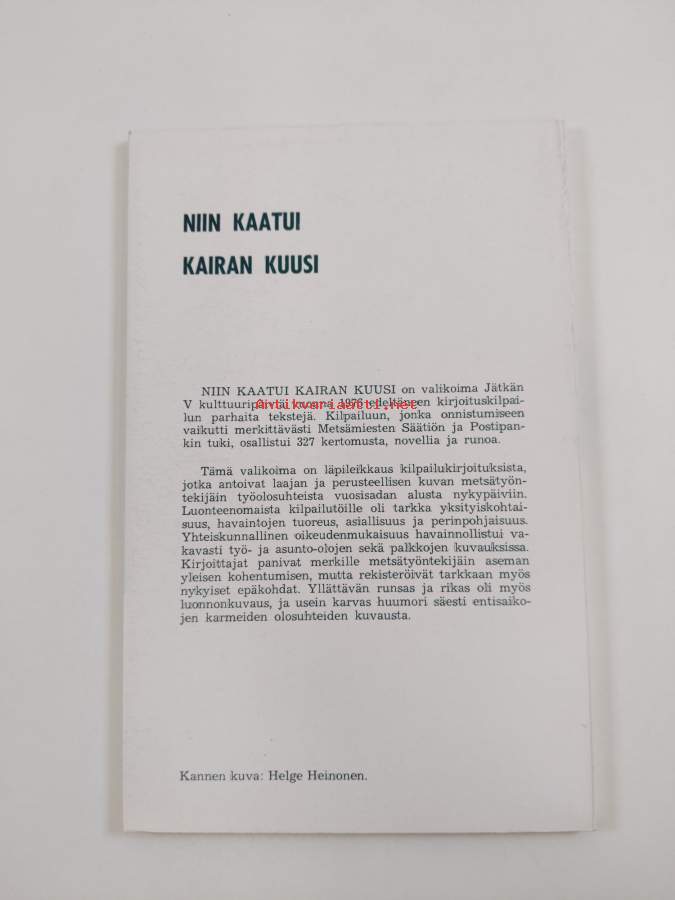 NIIN KAATUI
KAIRAN KUUSI
NIIN KAATUI KAIRAN KUUSI on valikoima Jätkän
V kulttuuripäiviä vuonna 1976 edeltäneen kirjoituskilpai-
lun parhaita tekstejä. Kilpailuun, jonka onnistumiseen
vaikutti merkittävästi Metsämiesten Säätiön ja Postipan-
kin tuki, osallistui 327 kertomusta, novellia ja runoa.
Antikvariaatti.net
Tämä valikoima on läpileikkaus kilpailukirjoituksista,
jotka antoivat laajan ja perusteellisen kuvan metsätyön-
tekijäin työolosuhteista vuosisadan alusta nykypäiviin.
Luonteenomaista kilpailutöille oli tarkka yksityiskohtai-
suus, havaintojen tuoreus, asiallisuus ja perinpohjaisuus.
Yhteiskunnallinen oikeudenmukaisuus havainnollistui va-
kavasti työ- ja asunto-olojen sekä palkkojen kuvauksissa.
Kirjoittajat panivat merkille metsätyöntekijäin aseman
yleisen kohentumisen, mutta rekisteröivät tarkkaan myös
nykyiset epäkohdat. Yllättävän runsas ja rikas oli myös
luonnonkuvaus, ja usein karvas huumori säesti entisaiko-
jen karmeiden olosuhteiden kuvausta.
Kannen kuva: Helge Heinonen.